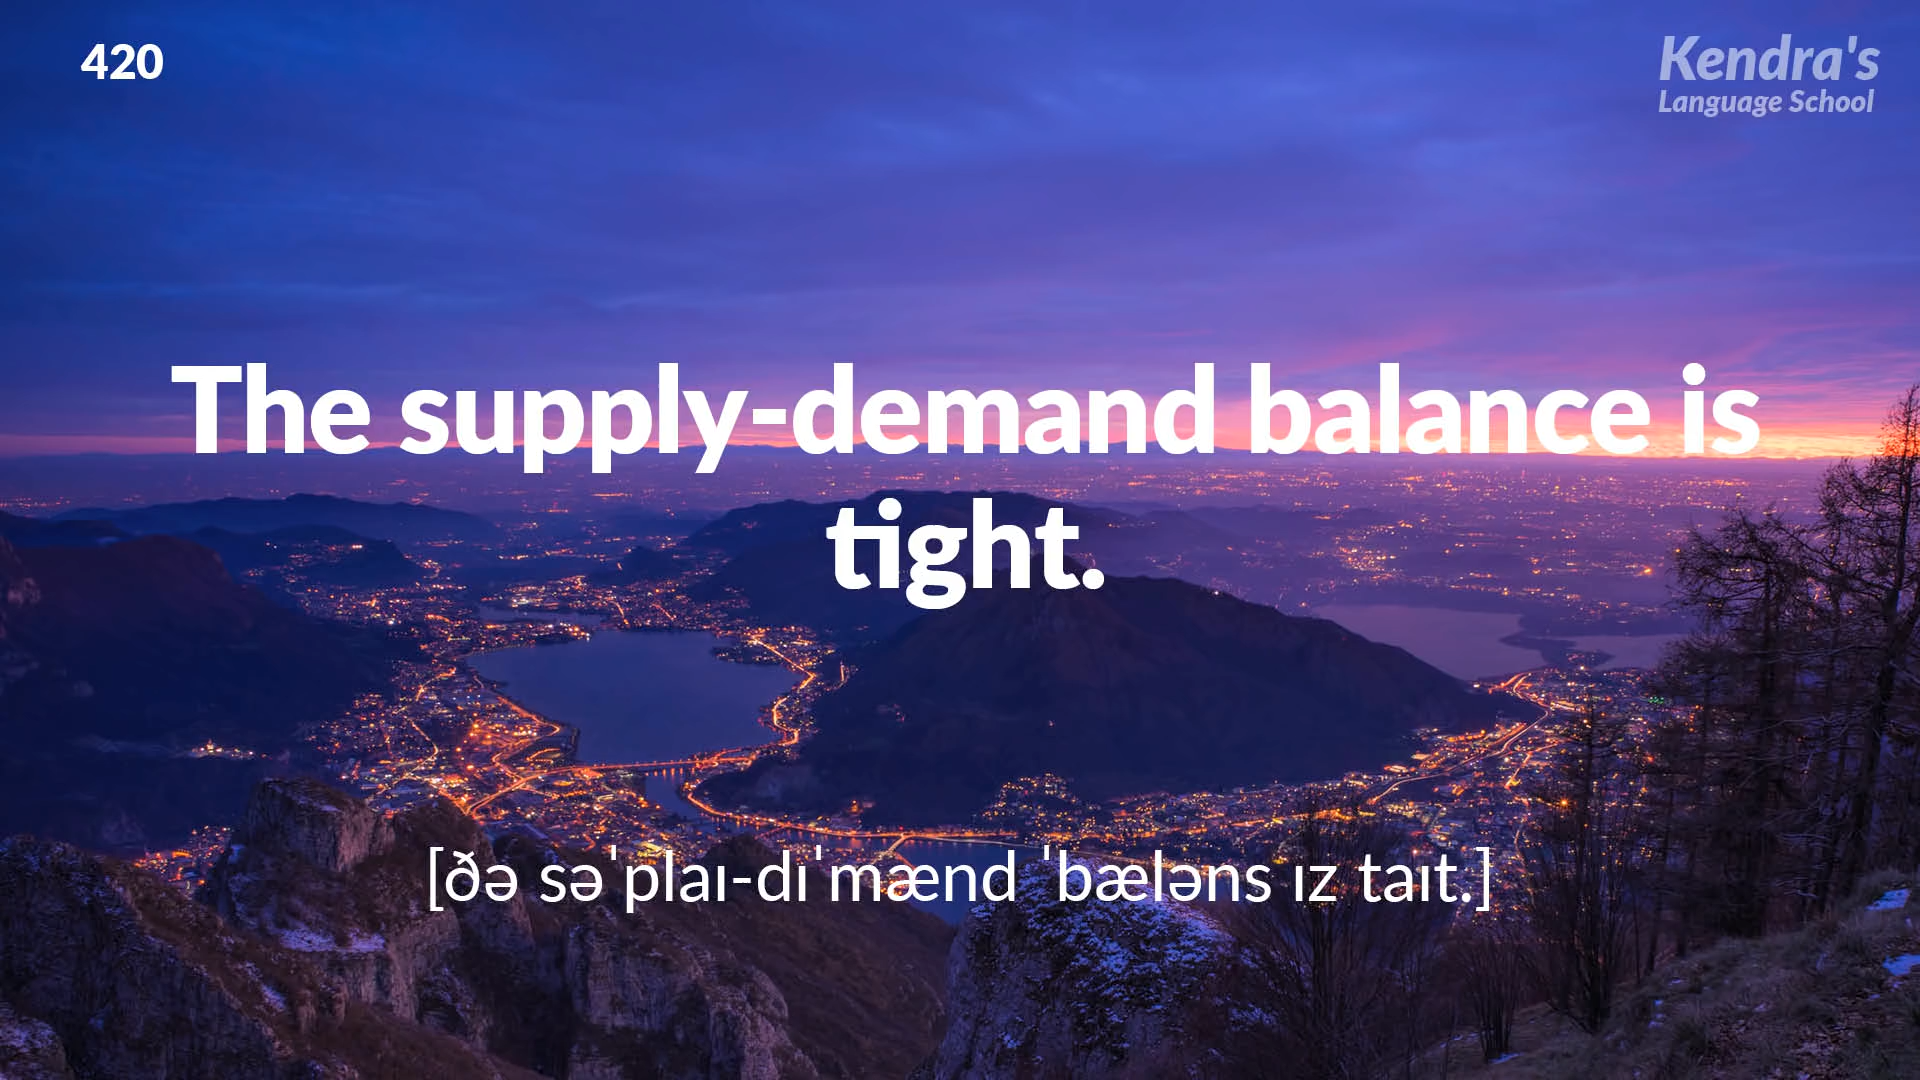 420
Kendra's
Language School
The supply-demand balance is
tight.
[ðə səˈplaɪ-dɪˈmænd ˈbæləns ɪz taɪt.]